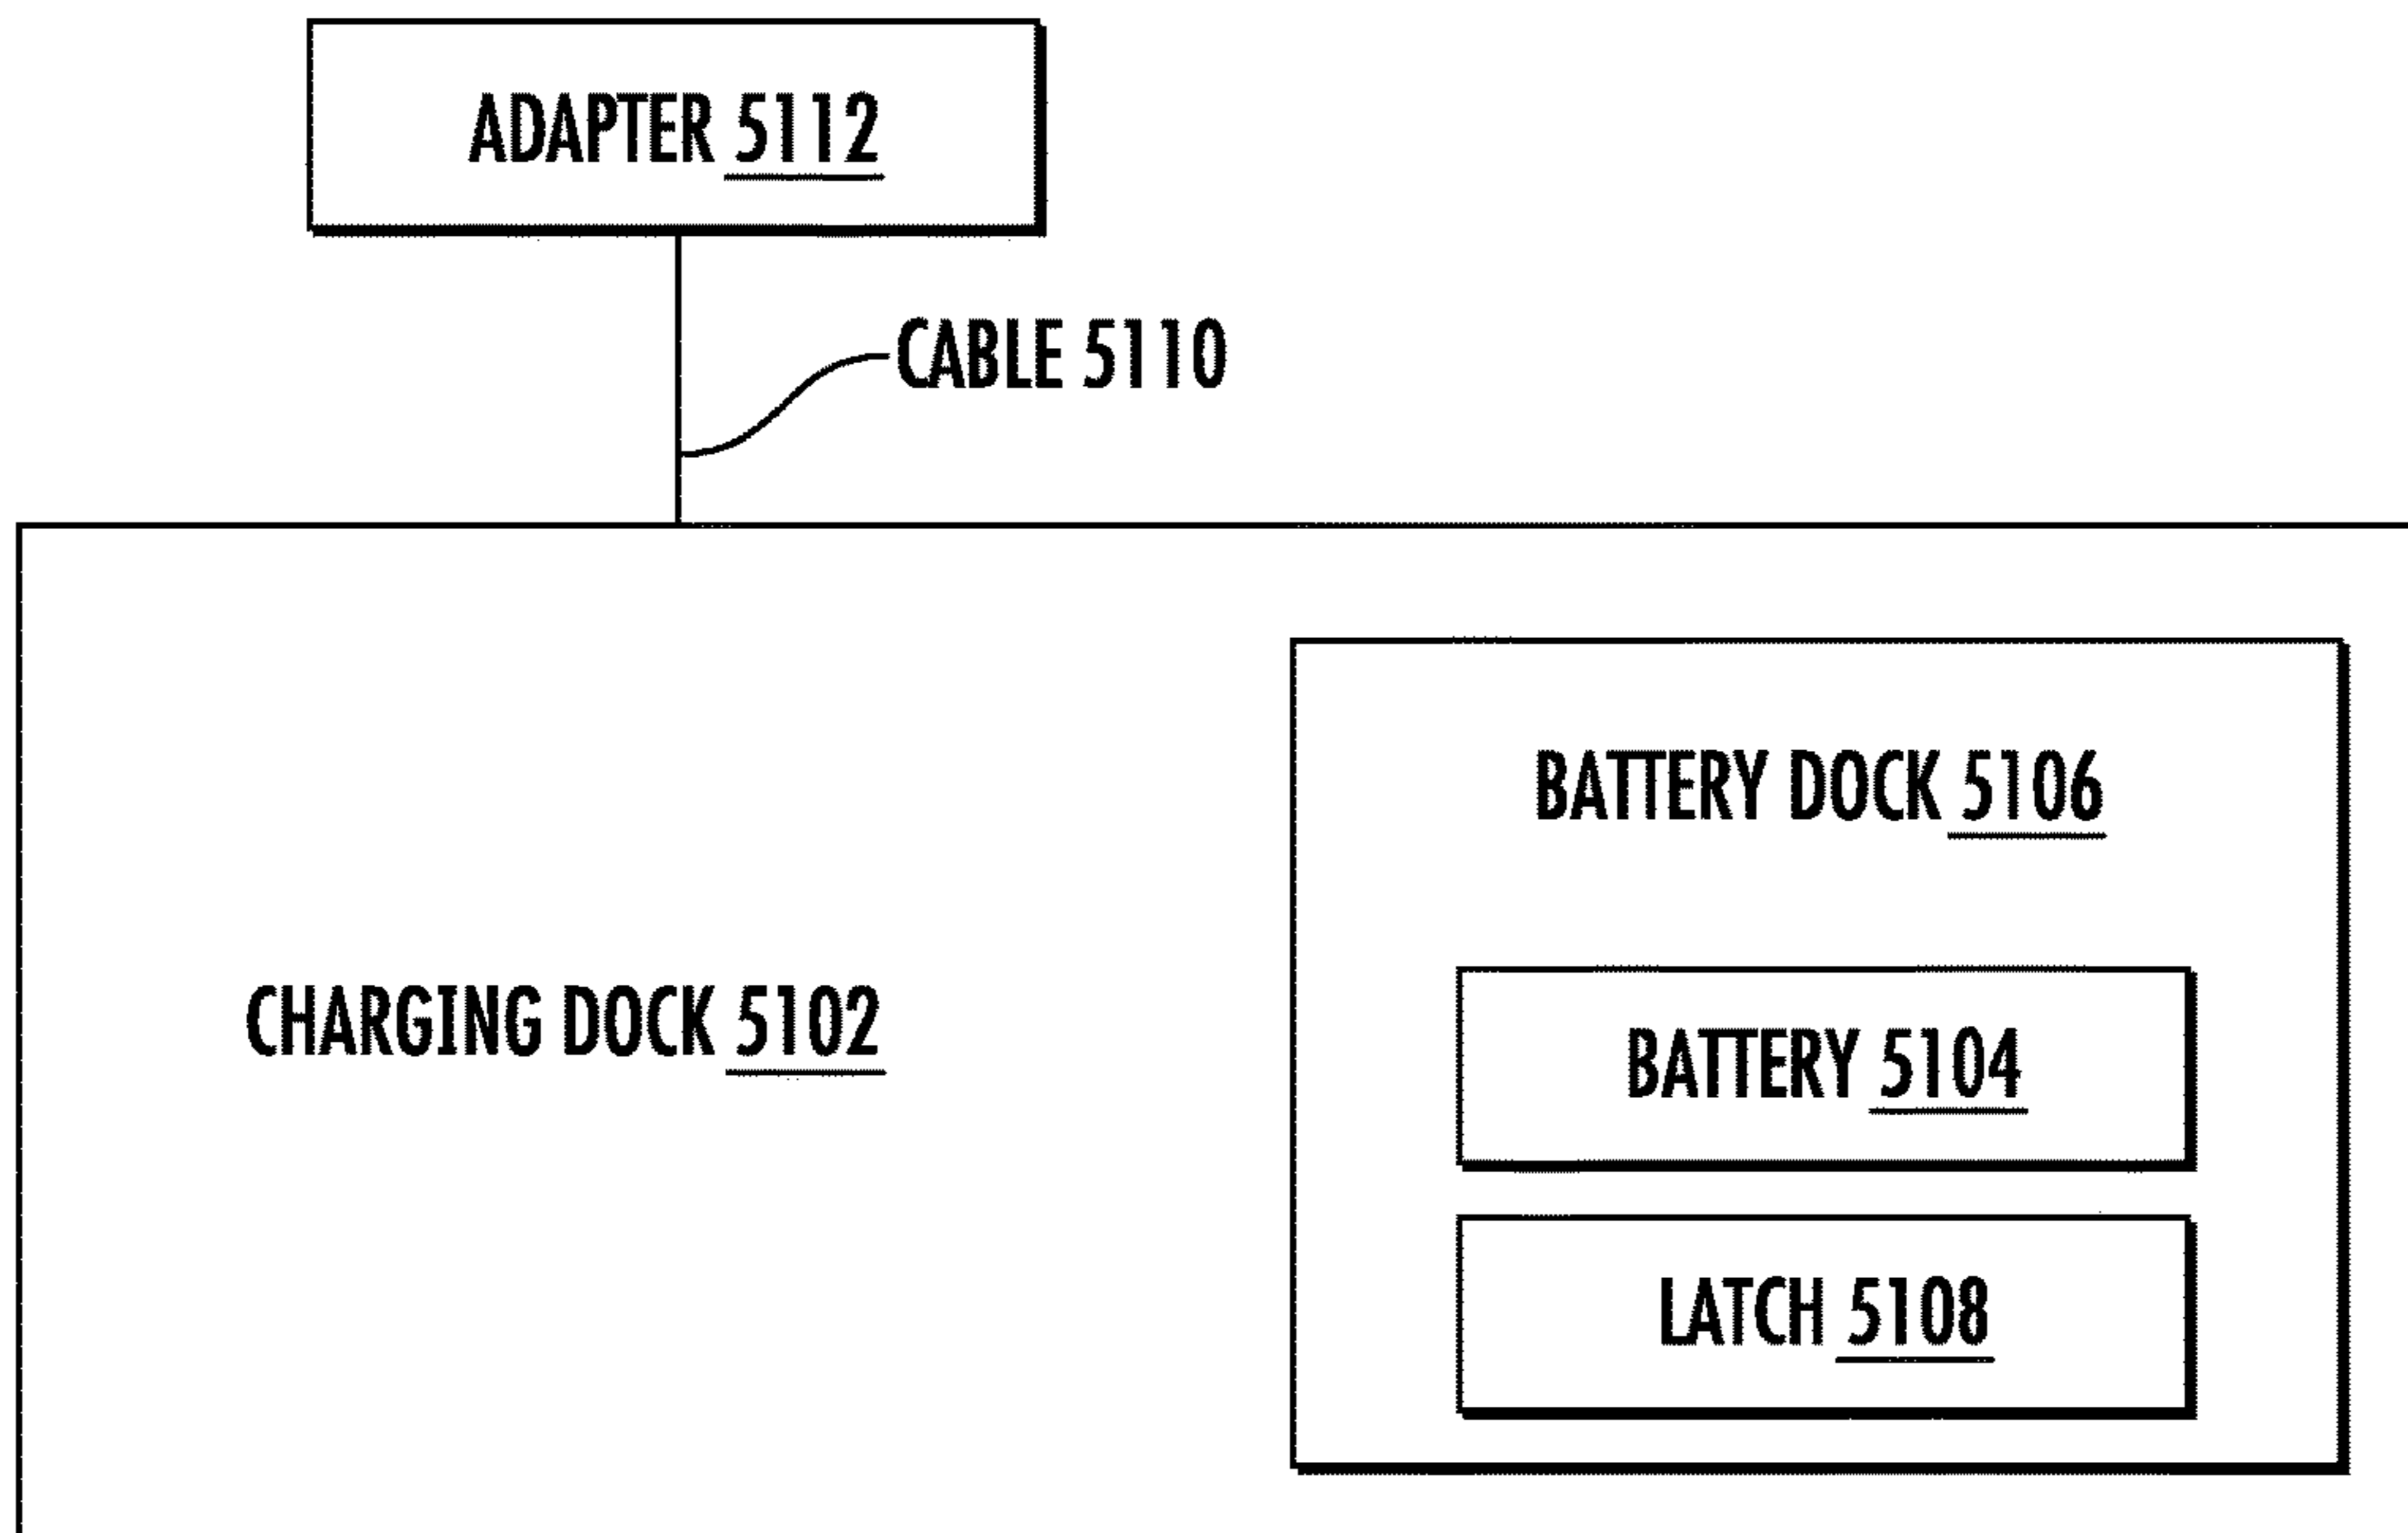 ADAPTER 5112
CABLE 5110
BATTERY DOCK 5106
CHARGING DOCK 5102
BATTERY 5104
LATCH 5108